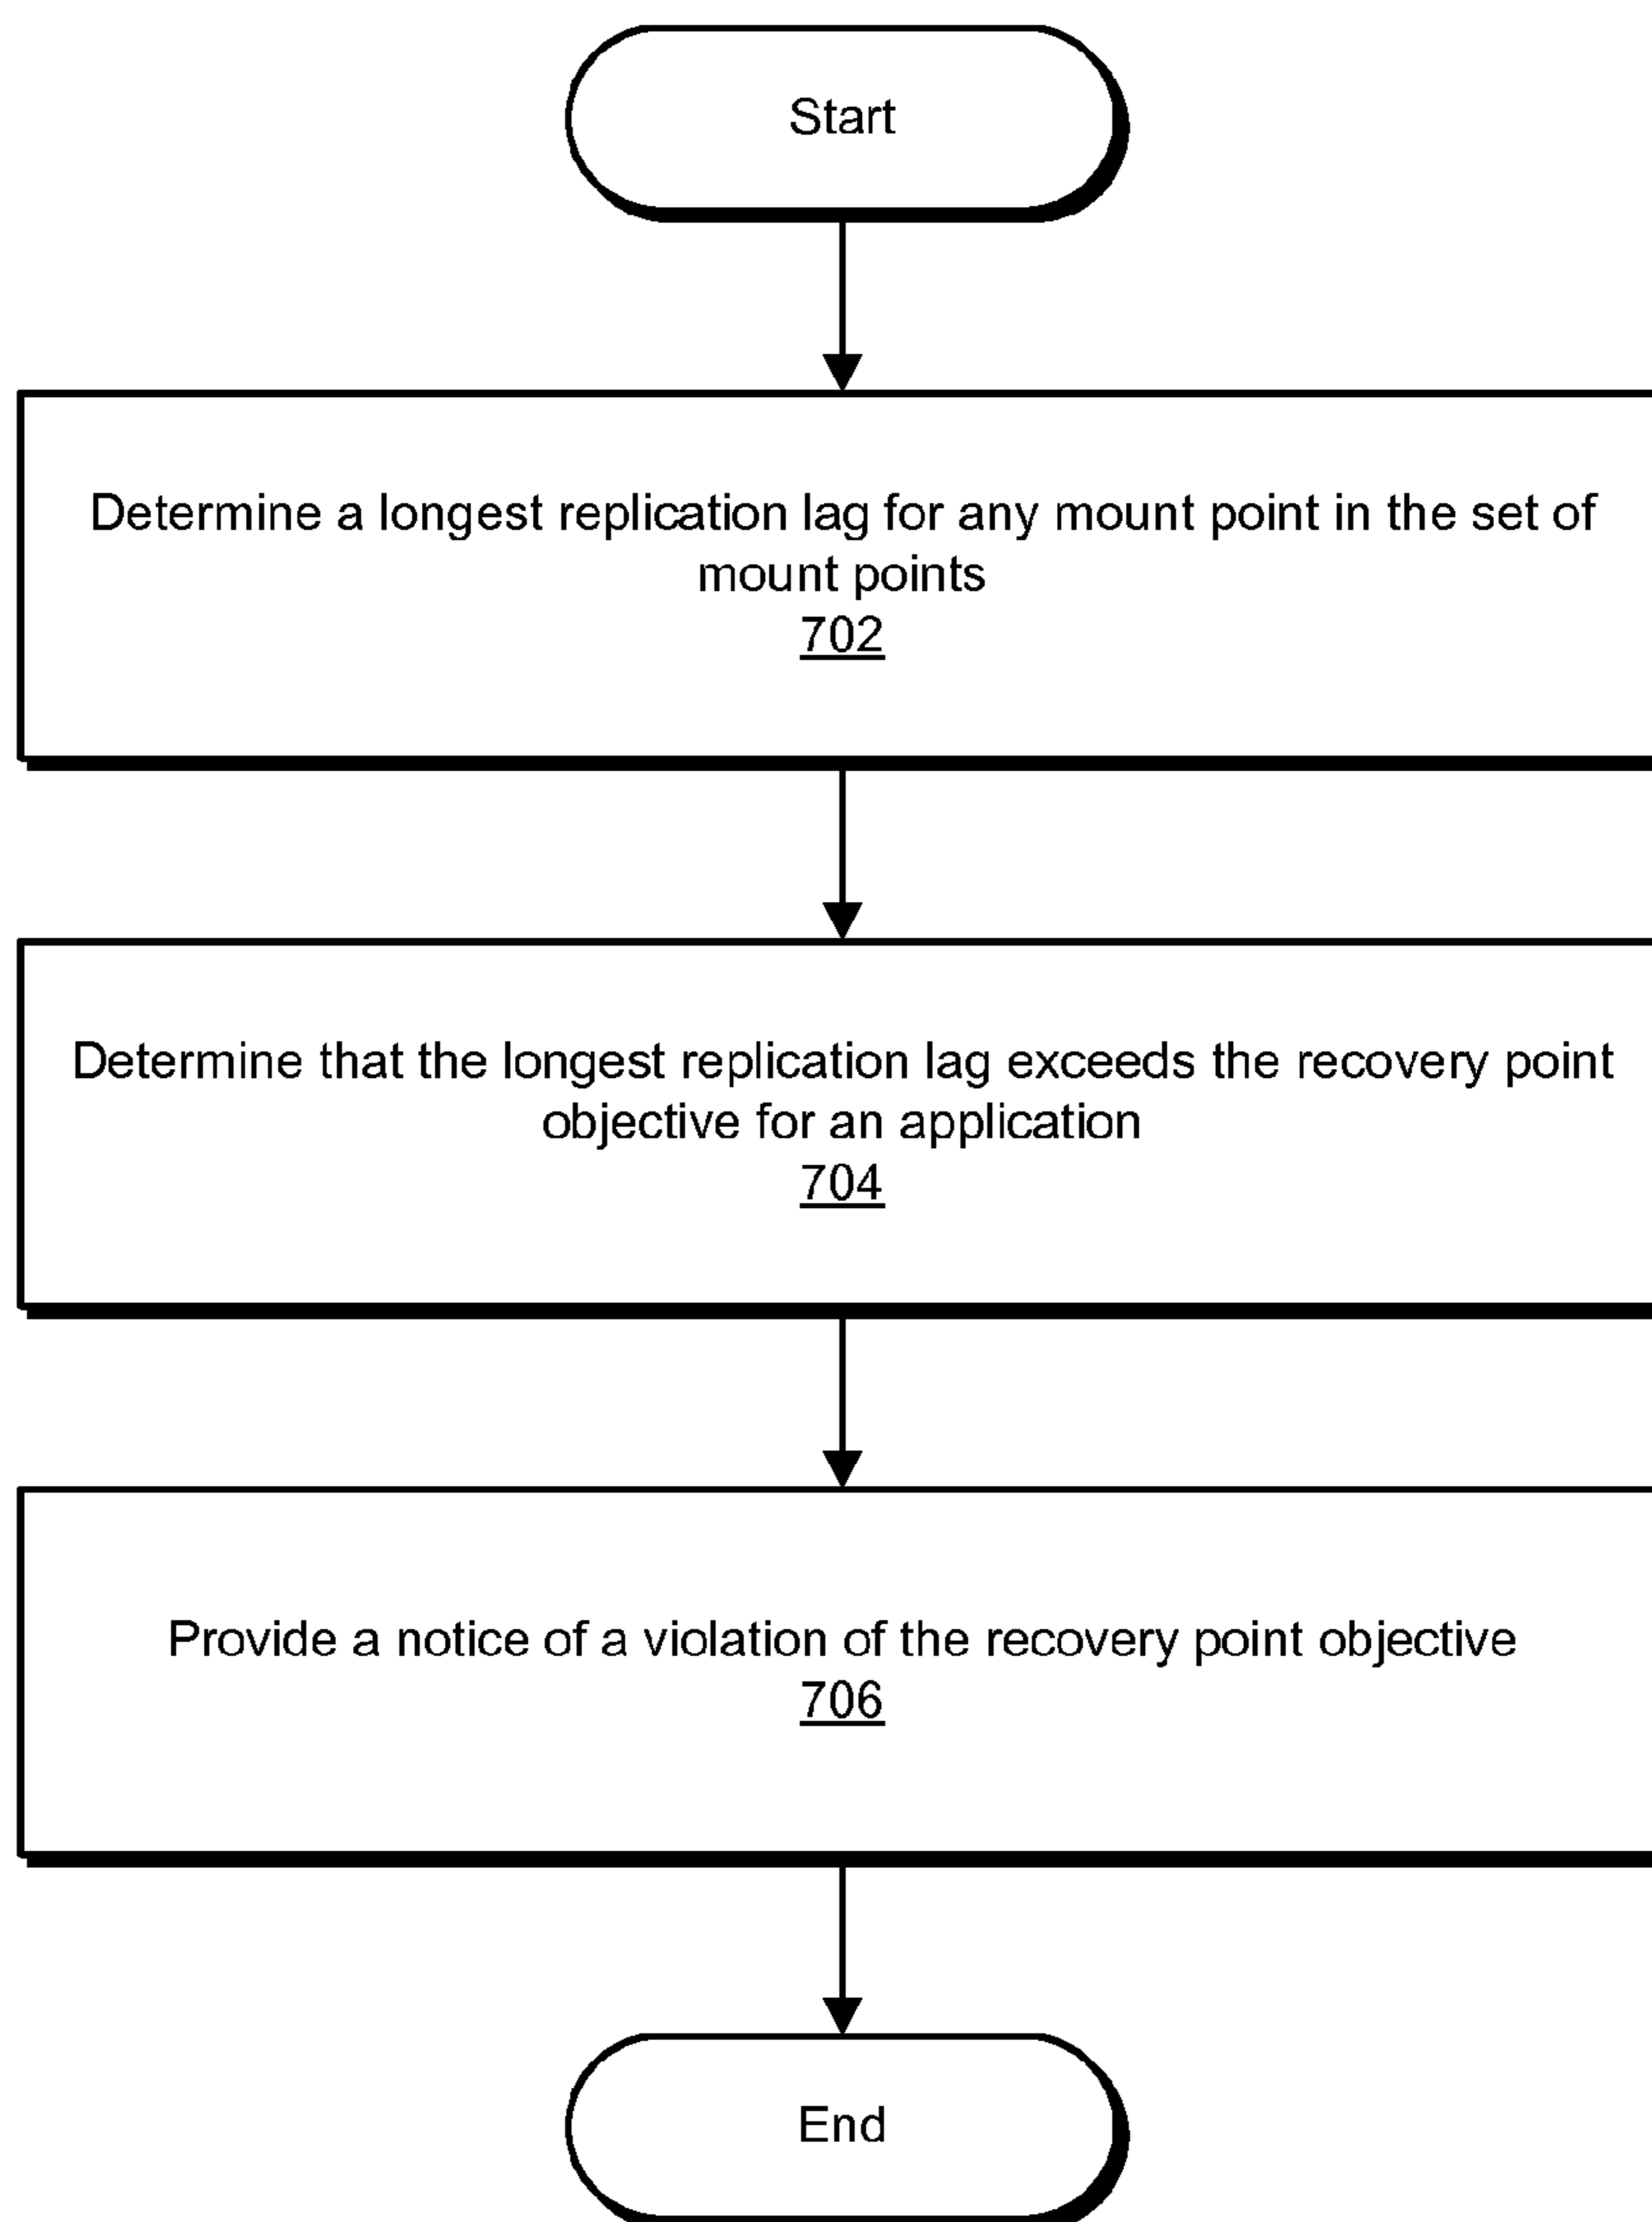 Start
Determine a longest replication lag for any mount point in the set of
mount points
702
Determine that the longest replication lag exceeds the recovery point
objective for an application
704
Provide a notice of a violation of the recovery point objective
706
End